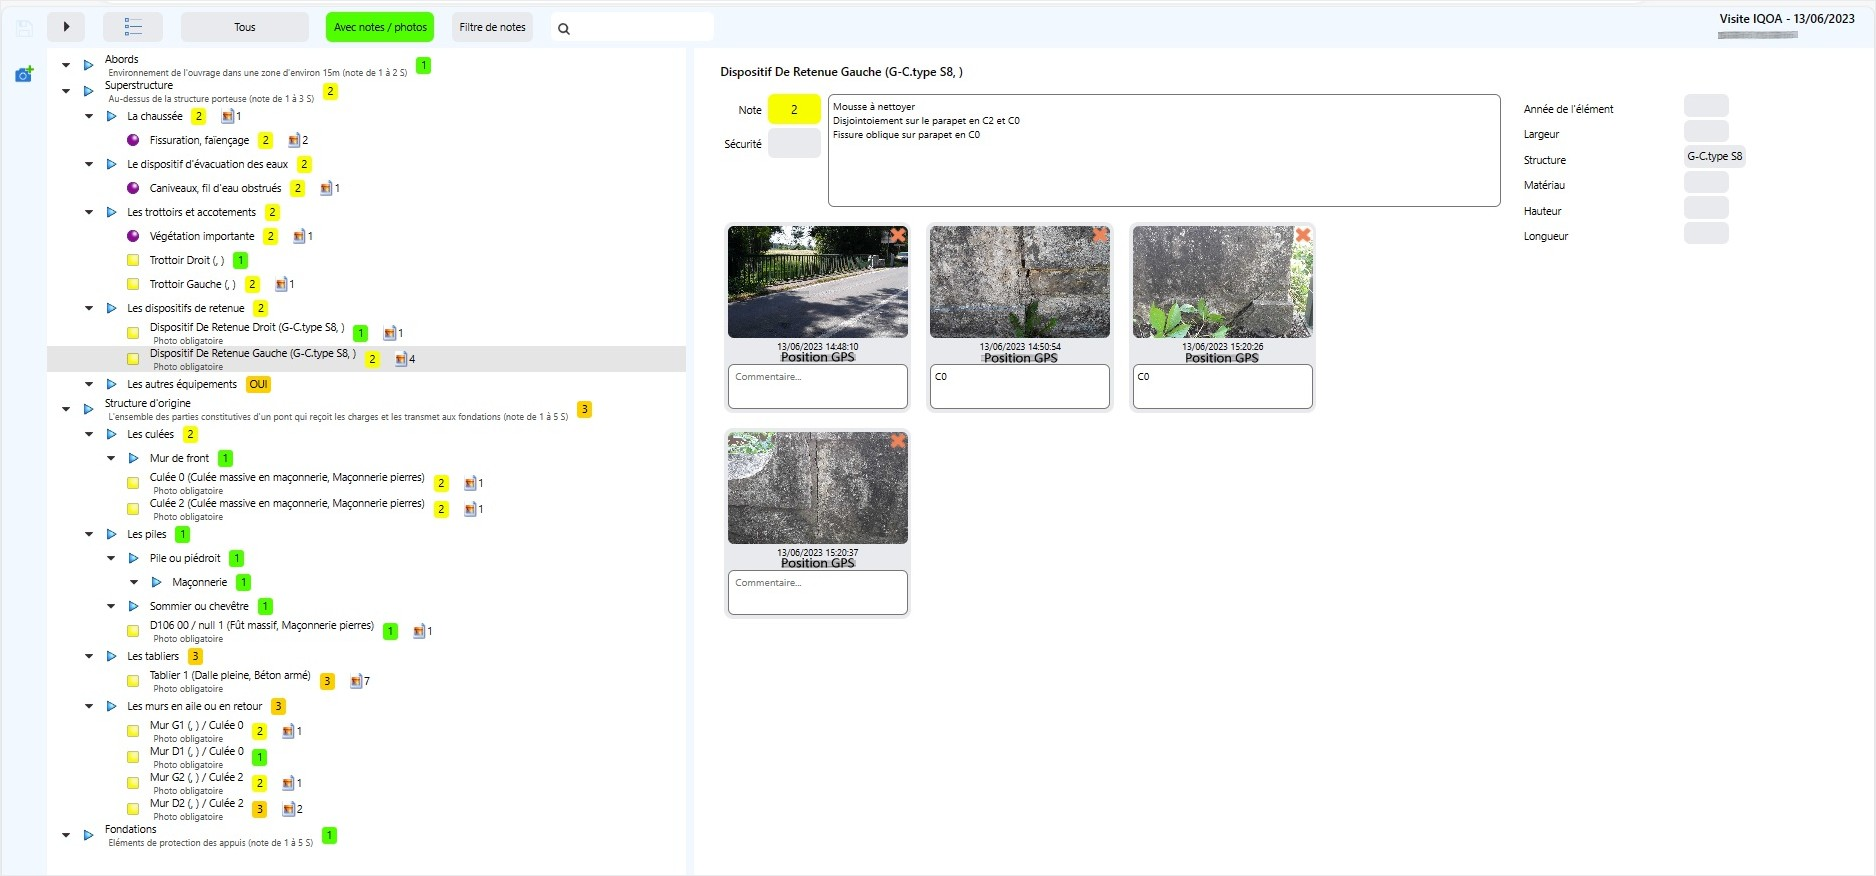 Tous
Avec notes / photos
Filtre de notes
Visite IQOA - 13/06/2023
Abords
Environnement de l'ouvrage dans une zone d'environ 15m (note de 1 à 2 S)
1
Superstructure
Au-dessus de la structure porteuse (note de 1 à 3 S)
2
La chaussée 2 1
Fissuration, faïençage 2 2
Le dispositif d'évacuation des eaux 2
Caniveaux, fil d'eau obstrués 2 1
Les trottoirs et accotements 2
Végétation importante 2 1
Trottoir Droit (, ) 1
Trottoir Gauche (, ) 2 1
Les dispositifs de retenue 2
Dispositif De Retenue Droit (G-C.type S8, ) 1 1
Photo obligatoire
Dispositif De Retenue Gauche (G-C.type S8, ) 2 4
Photo obligatoire
Les autres équipements OUI
Structure d'origine
L'ensemble des parties constitutives d'un pont qui reçoit les charges et les transmet aux fondations (note de 1 à 5 S)
3
Les culées 2
Mur de front 1
Culée 0 (Culée massive en maçonnerie, Maçonnerie pierres) 2 1
Photo obligatoire
Culée 2 (Culée massive en maçonnerie, Maçonnerie pierres) 2 1
Photo obligatoire
Les piles 1
Pile ou piédroit 1
Maçonnerie 1
Sommier ou chevêtre 1
D106 00 / null 1 (Fût massif, Maçonnerie pierres) 1 1
Photo obligatoire
Les tabliers 3
Tablier 1 (Dalle pleine, Béton armé) 3 7
Photo obligatoire
Les murs en aile ou en retour 3
Mur G1 (, ) / Culée 0 2 1
Photo obligatoire
Mur D1 (, ) / Culée 0 1
Photo obligatoire
Mur G2 (, ) / Culée 2 2 1
Photo obligatoire
Mur D2 (, ) / Culée 2 3 2
Photo obligatoire
Fondations
Eléments de protection des appuis (note de 1 à 5 S)
1
Dispositif De Retenue Gauche (G-C.type S8, )
Note 2
Sécurité
Mousse à nettoyer
Disjointoiement sur le parapet en C2 et C0
Fissure oblique sur parapet en C0
Année de l'élément
Largeur
Structure G-C.type S8
Matériau
Hauteur
Longueur
13/06/2023 14:48:10
Position GPS
Commentaire...
13/06/2023 14:50:54
Position GPS
C0
13/06/2023 15:20:26
Position GPS
C0
13/06/2023 15:20:37
Position GPS
Commentaire...